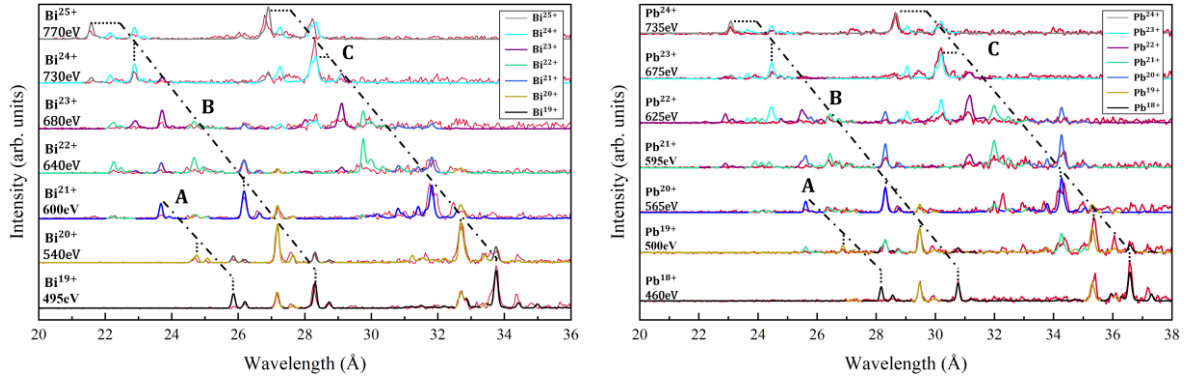 Bi²⁵⁺
770eV
Bi²⁴⁺
730eV
Bi²³⁺
680eV
Bi²²⁺
640eV
Bi²¹⁺
600eV
Bi²⁰⁺
540eV
Bi¹⁹⁺
495eV
A
B
C
Bi²⁵⁺
Bi²⁴⁺
Bi²³⁺
Bi²²⁺
Bi²¹⁺
Bi²⁰⁺
Bi¹⁹⁺
Intensity (arb. units)
20 22 24 26 28 30 32 34 36
Wavelength (Å)
Pb²⁴⁺
735eV
Pb²³⁺
675eV
Pb²²⁺
625eV
Pb²¹⁺
595eV
Pb²⁰⁺
565eV
Pb¹⁹⁺
500eV
Pb¹⁸⁺
460eV
A
B
C
Pb²⁴⁺
Pb²³⁺
Pb²²⁺
Pb²¹⁺
Pb²⁰⁺
Pb¹⁹⁺
Pb¹⁸⁺
Intensity (arb. units)
20 22 24 26 28 30 32 34 36 38
Wavelength (Å)